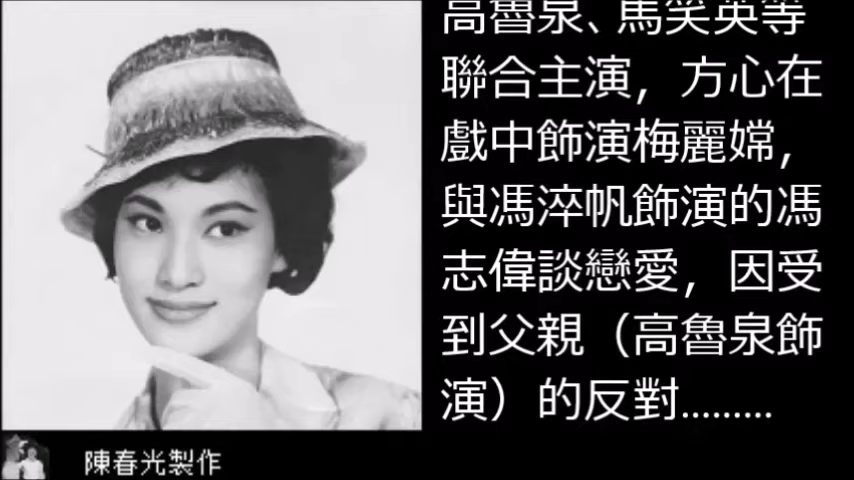 高魯泉、馬笑英等
聯合主演，方心在
戲中飾演梅麗嫦，
與馮淬帆飾演的馮
志偉談戀愛，因受
到父親（高魯泉飾
演）的反對.........
陳春光製作